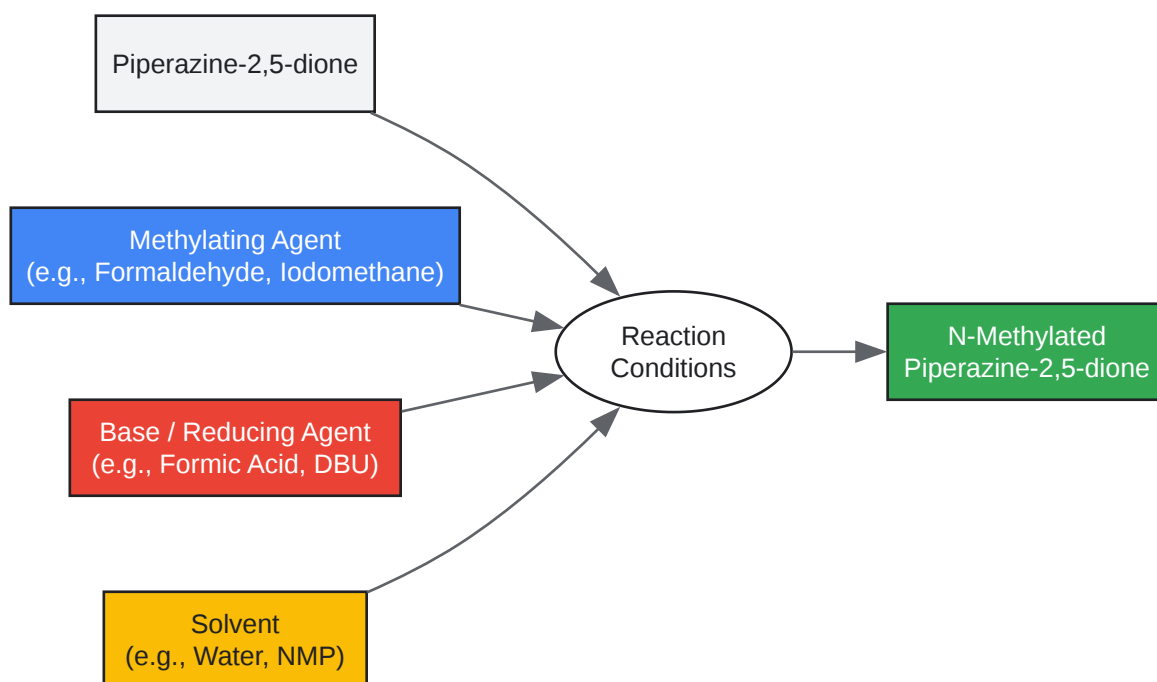 Piperazine-2,5-dione
Methylating Agent
(e.g., Formaldehyde, Iodomethane)
Reaction
Conditions
N-Methylated
Piperazine-2,5-dione
Base / Reducing Agent
(e.g., Formic Acid, DBU)
Solvent
(e.g., Water, NMP)